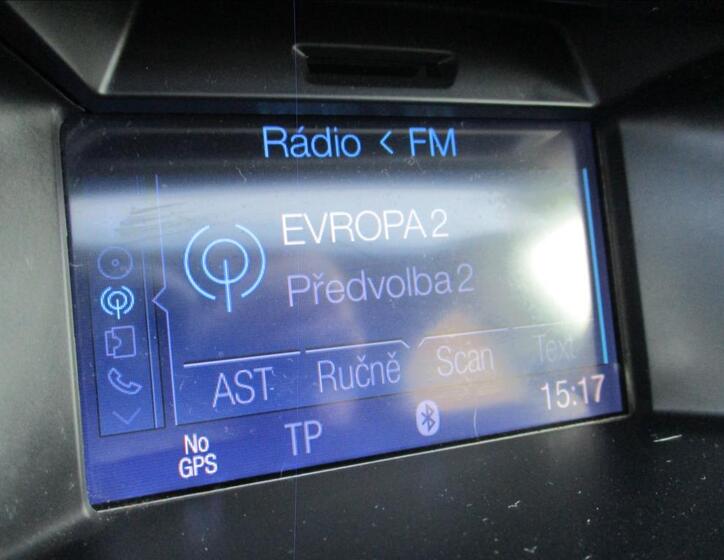 Rádio < FM
EVROPA 2
Předvolba 2
AST Ručně Scan Text
No GPS TP 15:17